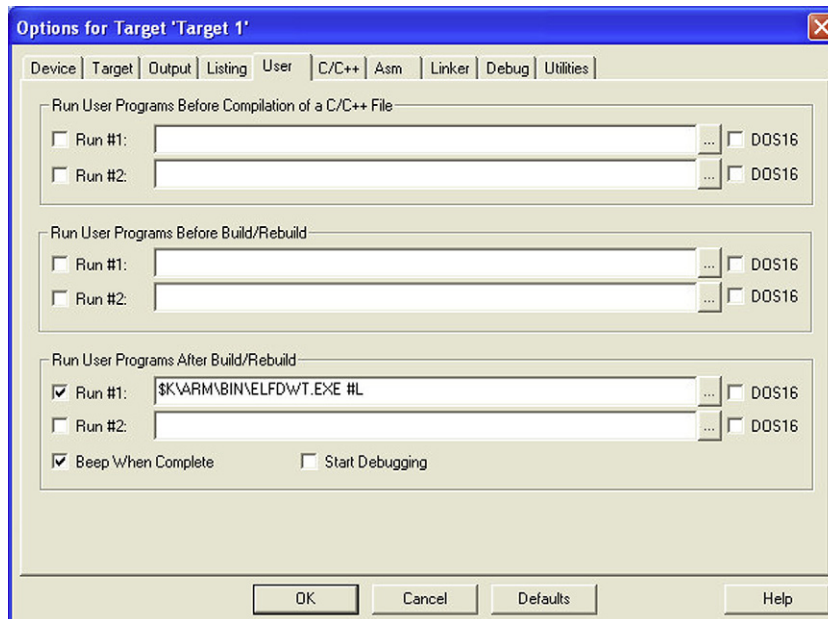 Options for Target 'Target 1'
Device Target Output Listing User C/C++ Asm Linker Debug Utilities
Run User Programs Before Compilation of a C/C++ File
Run #1: ... DOS16
Run #2: ... DOS16
Run User Programs Before Build/Rebuild
Run #1: ... DOS16
Run #2: ... DOS16
Run User Programs After Build/Rebuild
Run #1: $K\ARM\BIN\ELFDWT.EXE #L ... DOS16
Run #2: ... DOS16
Beep When Complete Start Debugging
OK Cancel Defaults Help